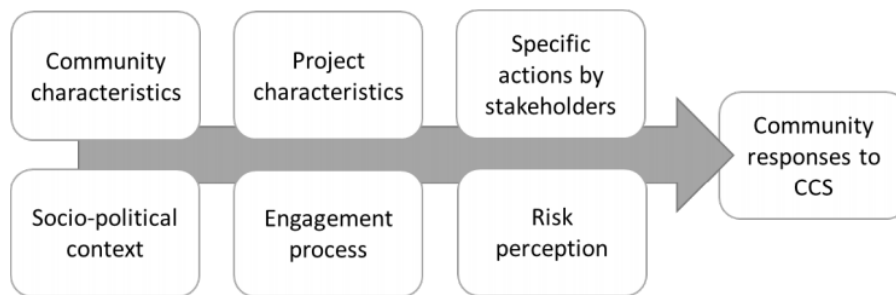 Community
characteristics
Project
characteristics
Specific
actions by
stakeholders
Community
responses to
CCS
Socio-political
context
Engagement
process
Risk
perception